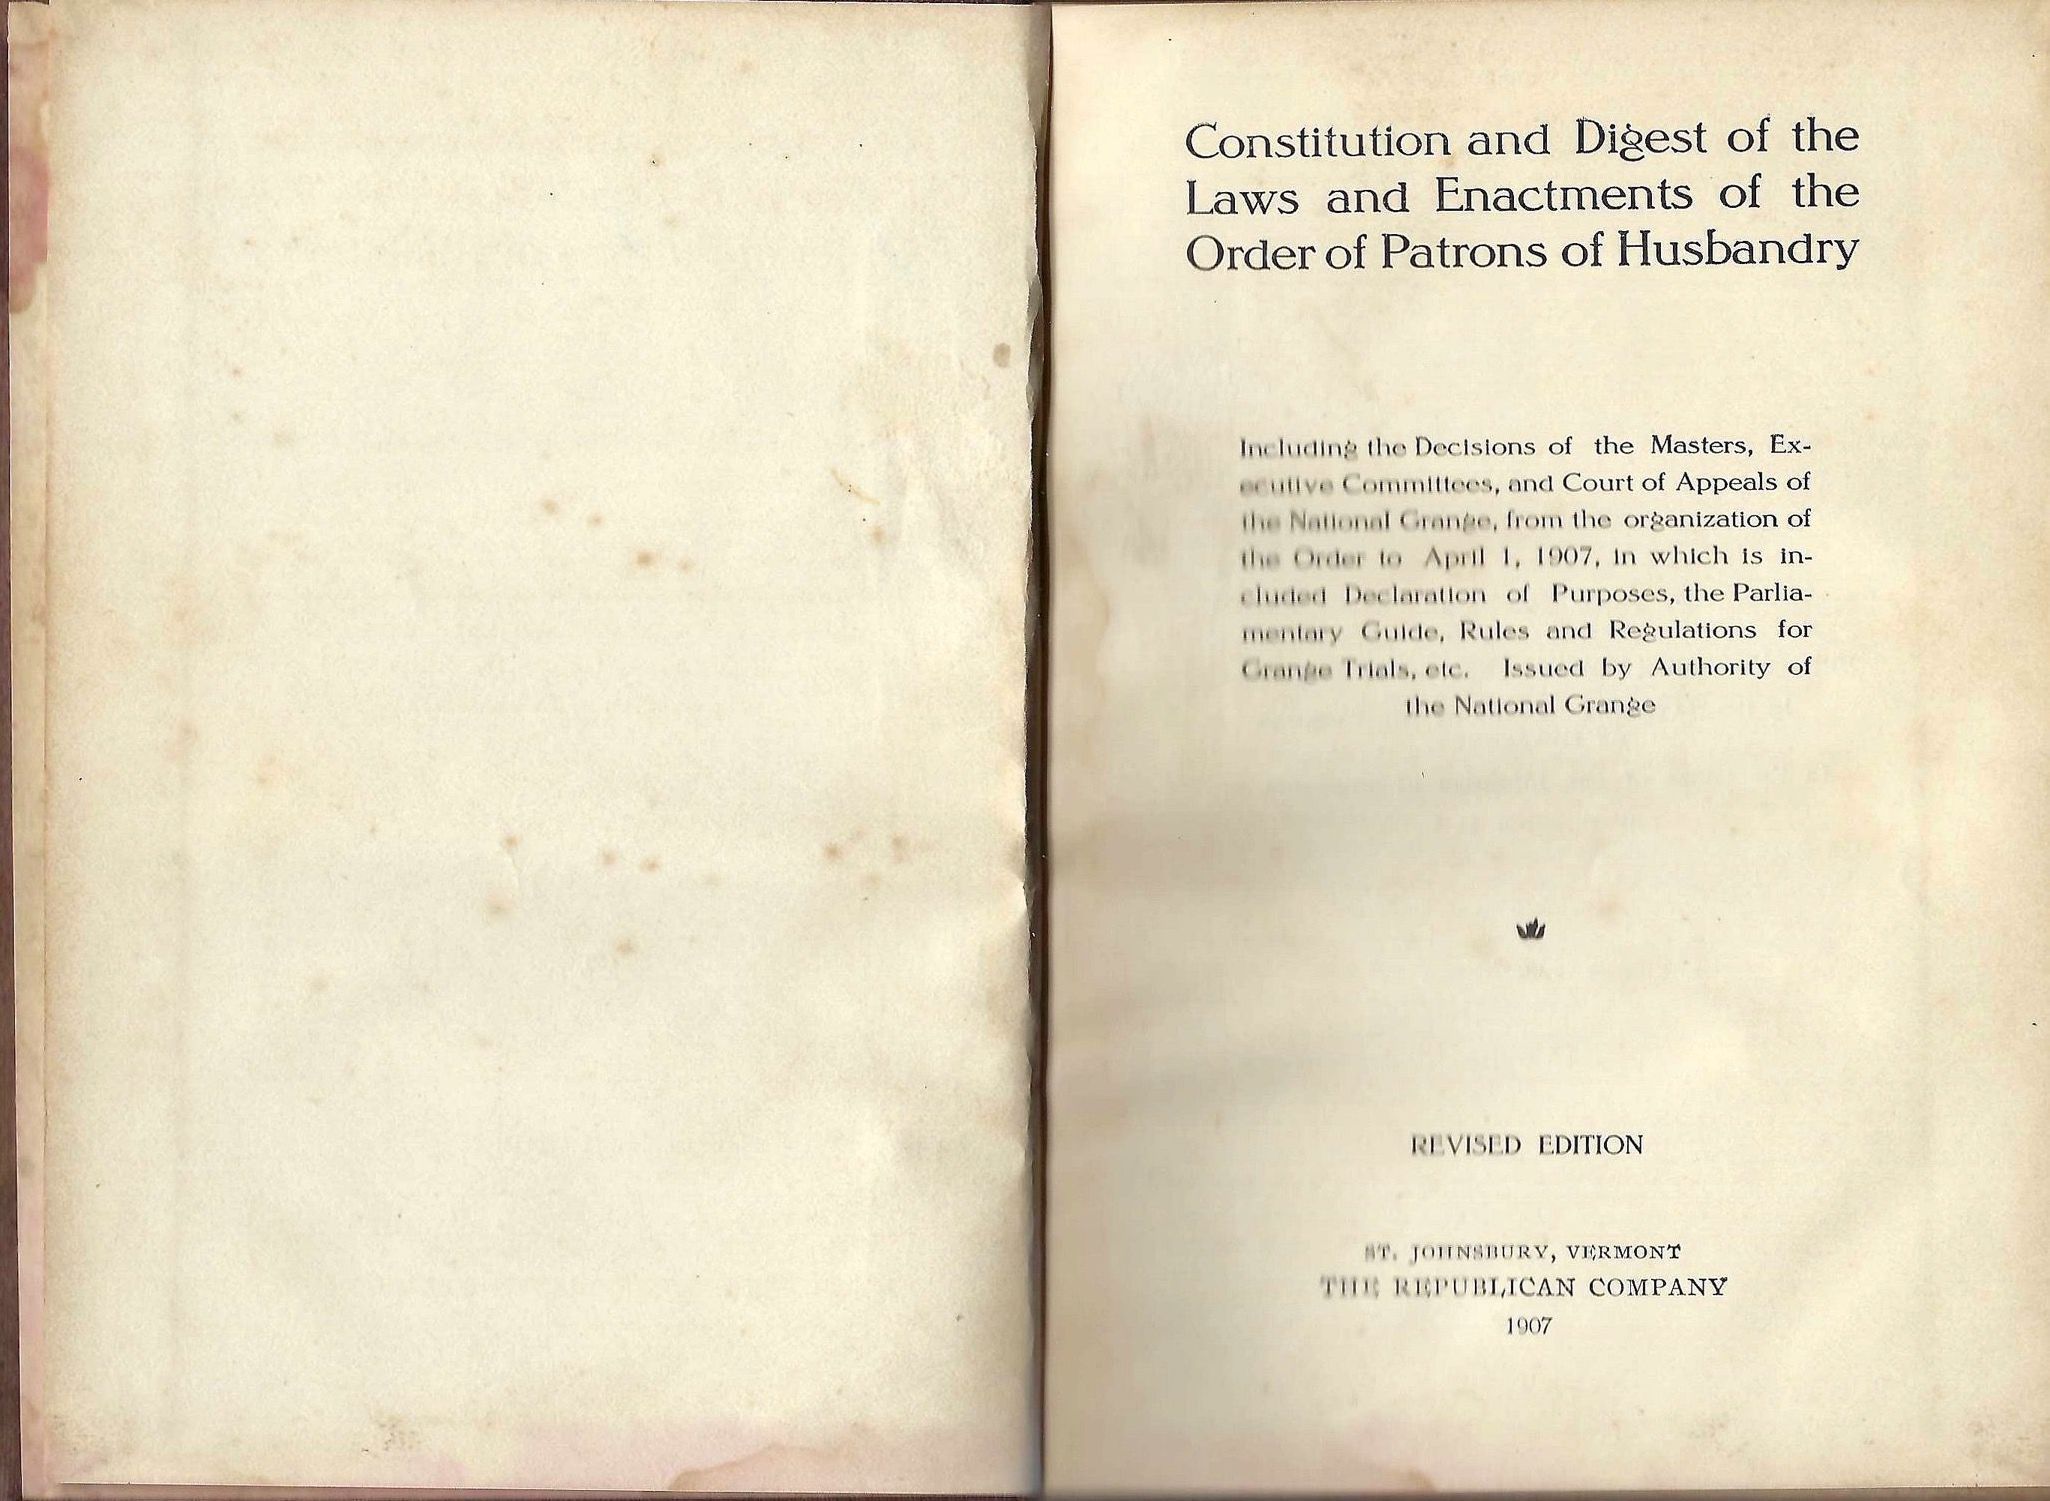 Constitution and Digest of the
Laws and Enactments of the
Order of Patrons of Husbandry
Including the Decisions of the Masters, Ex-
ecutive Committees, and Court of Appeals of
the National Grange, from the organization of
the Order to April 1, 1907, in which is in-
cluded Declaration of Purposes, the Parlia-
mentary Guide, Rules and Regulations for
Grange Trials, etc. Issued by Authority of
the National Grange
REVISED EDITION
ST. JOHNSBURY, VERMONT
THE REPUBLICAN COMPANY
1907